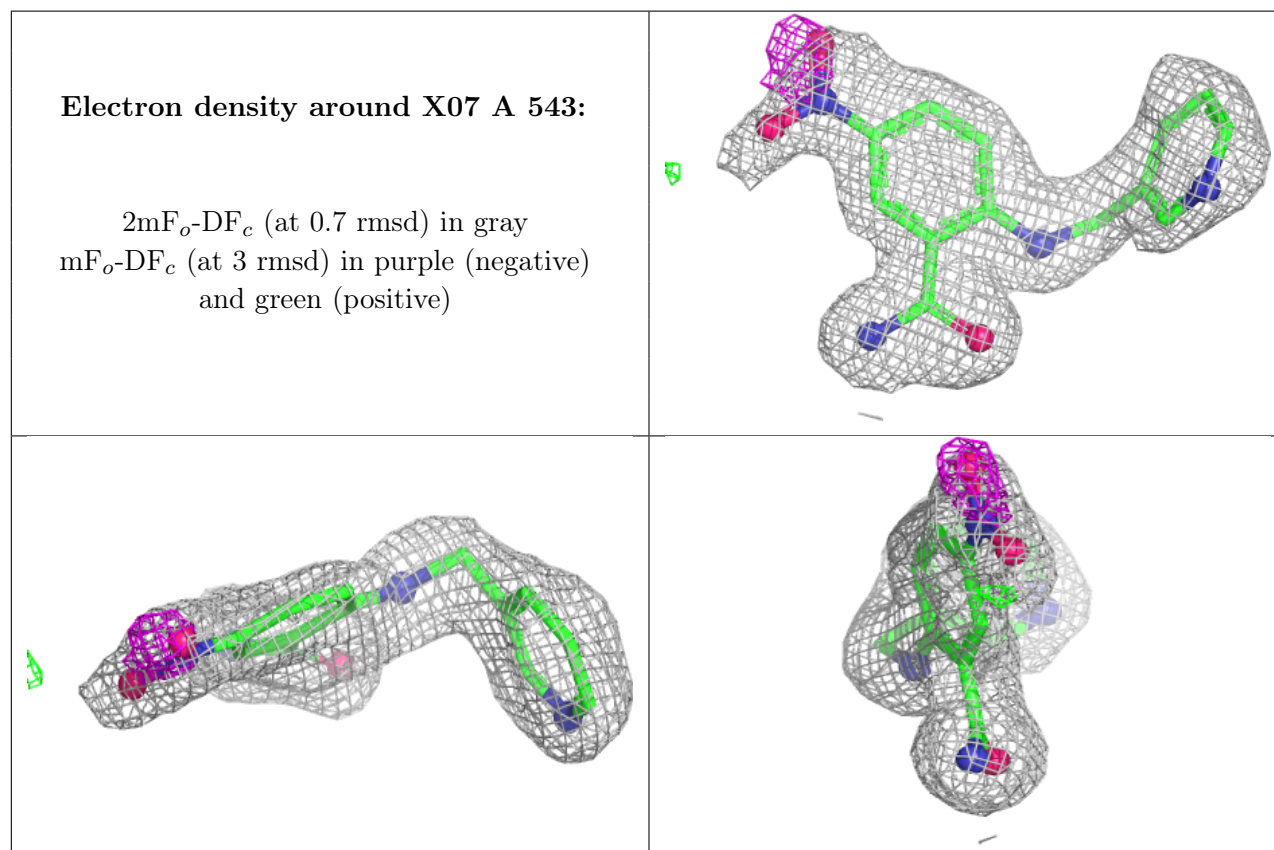 Electron density around X07 A 543:
2mFo-DFc (at 0.7 rmsd) in gray
mFo-DFc (at 3 rmsd) in purple (negative)
and green (positive)